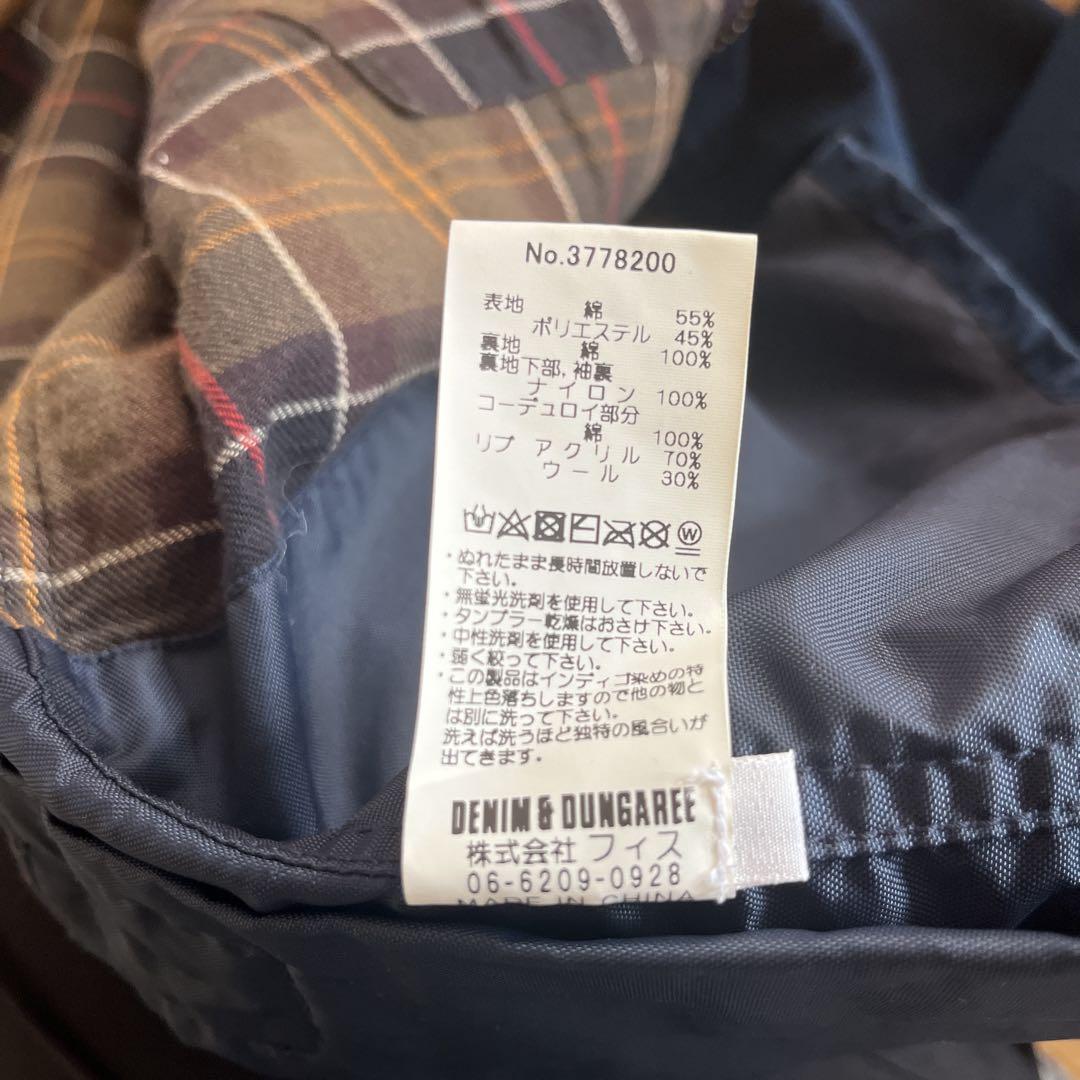 No.3778200
表地 綿 55%
ポリエステル 45%
裏地 綿 100%
裏地下部,袖裏
ナイロン 100%
コーデュロイ部分
綿 100%
リブ アクリル 70%
ウール 30%
W
・ぬれたまま長時間放置しないで
下さい。
・無蛍光洗剤を使用して下さい。
・タンブラー乾燥はおさけ下さい。
・中性洗剤を使用して下さい。
・弱く絞って下さい。
・この製品はインディゴ染めの特
性上色落ちしますので他の物と
は別に洗って下さい。
洗えば洗うほど独特の風合いが
出てきます。
DENIM & DUNGAREE
株式会社 フィス
06-6209-0928
MADE IN CHINA